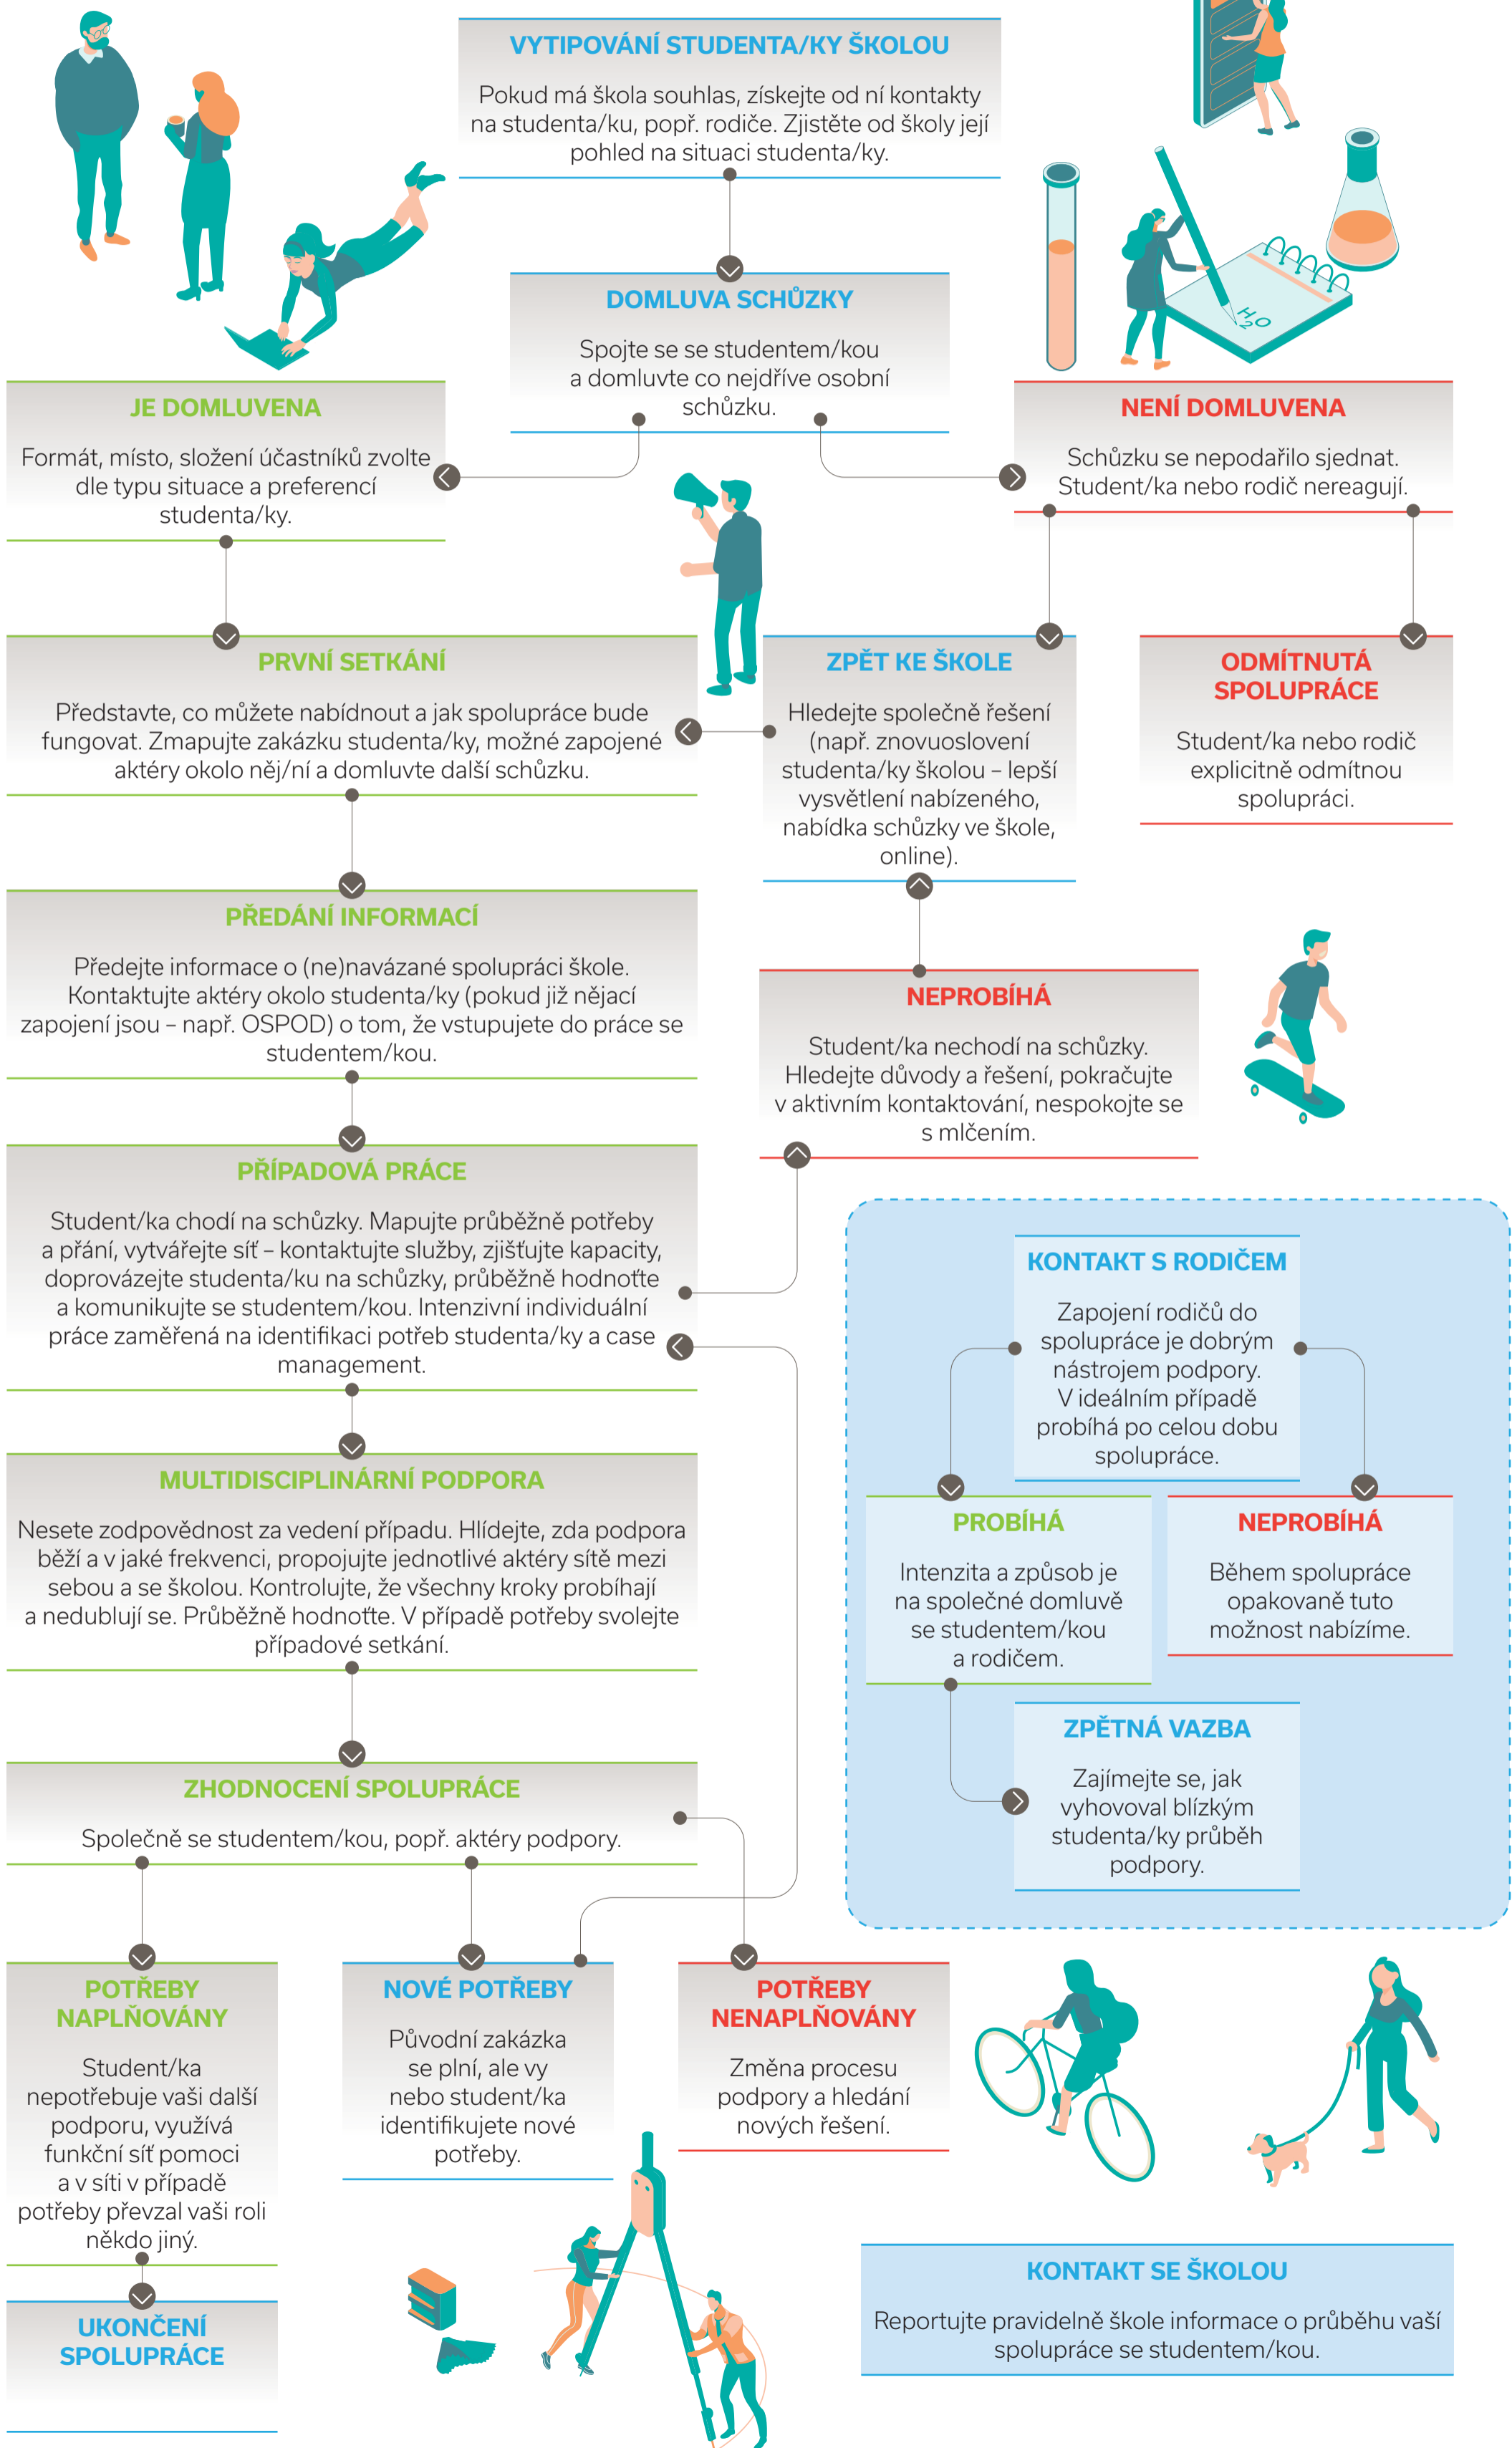 VYTIPOVÁNÍ STUDENTA/KY ŠKOLOU
Pokud má škola souhlas, získejte od ní kontakty
na studenta/ku, popř. rodiče. Zjistěte od školy její
pohled na situaci studenta/ky.
DOMLUVA SCHŮZKY
Spojte se se studentem/kou
a domluvte co nejdříve osobní
schůzku.
H2O
JE DOMLUVENA
Formát, místo, složení účastníků zvolte
dle typu situace a preferencí
studenta/ky.
NENÍ DOMLUVENA
Schůzku se nepodařilo sjednat.
Student/ka nebo rodič nereagují.
PRVNÍ SETKÁNÍ
Představte, co můžete nabídnout a jak spolupráce bude
fungovat. Zmapujte zakázku studenta/ky, možné zapojené
aktéry okolo něj/ní a domluvte další schůzku.
ZPĚT KE ŠKOLE
Hledejte společně řešení
(např. znovuoslovení
studenta/ky školou – lepší
vysvětlení nabízeného,
nabídka schůzky ve škole,
online).
ODMÍTNUTÁ
SPOLUPRÁCE
Student/ka nebo rodič
explicitně odmítnou
spolupráci.
PŘEDÁNÍ INFORMACÍ
Předejte informace o (ne)navázané spolupráci škole.
Kontaktujte aktéry okolo studenta/ky (pokud již nějací
zapojení jsou – např. OSPOD) o tom, že vstupujete do práce se
studentem/kou.
NEPROBÍHÁ
Student/ka nechodí na schůzky.
Hledejte důvody a řešení, pokračujte
v aktivním kontaktování, nespokojte se
s mlčením.
PŘÍPADOVÁ PRÁCE
Student/ka chodí na schůzky. Mapujte průběžně potřeby
a přání, vytvářejte síť – kontaktujte služby, zjišťujte kapacity,
doprovázejte studenta/ku na schůzky, průběžně hodnoťte
a komunikujte se studentem/kou. Intenzivní individuální
práce zaměřená na identifikaci potřeb studenta/ky a case
management.
KONTAKT S RODIČEM
Zapojení rodičů do
spolupráce je dobrým
nástrojem podpory.
V ideálním případě
probíhá po celou dobu
spolupráce.
MULTIDISCIPLINÁRNÍ PODPORA
Nesete zodpovědnost za vedení případu. Hlídejte, zda podpora
běží a v jaké frekvenci, propojujte jednotlivé aktéry sítě mezi
sebou a se školou. Kontrolujte, že všechny kroky probíhají
a nedublují se. Průběžně hodnoťte. V případě potřeby svolejte
případové setkání.
PROBÍHÁ
Intenzita a způsob je
na společné domluvě
se studentem/kou
a rodičem.
NEPROBÍHÁ
Během spolupráce
opakovaně tuto
možnost nabízíme.
ZPĚTNÁ VAZBA
Zajímejte se, jak
vyhovoval blízkým
studenta/ky průběh
podpory.
ZHODNOCENÍ SPOLUPRÁCE
Společně se studentem/kou, popř. aktéry podpory.
POTŘEBY
NAPLŇOVÁNY
Student/ka
nepotřebuje vaši další
podporu, využívá
funkční síť pomoci
a v síti v případě
potřeby převzal vaši roli
někdo jiný.
NOVÉ POTŘEBY
Původní zakázka
se plní, ale vy
nebo student/ka
identifikujete nové
potřeby.
POTŘEBY
NENAPLŇOVÁNY
Změna procesu
podpory a hledání
nových řešení.
UKONČENÍ
SPOLUPRÁCE
KONTAKT SE ŠKOLOU
Reportujte pravidelně škole informace o průběhu vaší
spolupráce se studentem/kou.